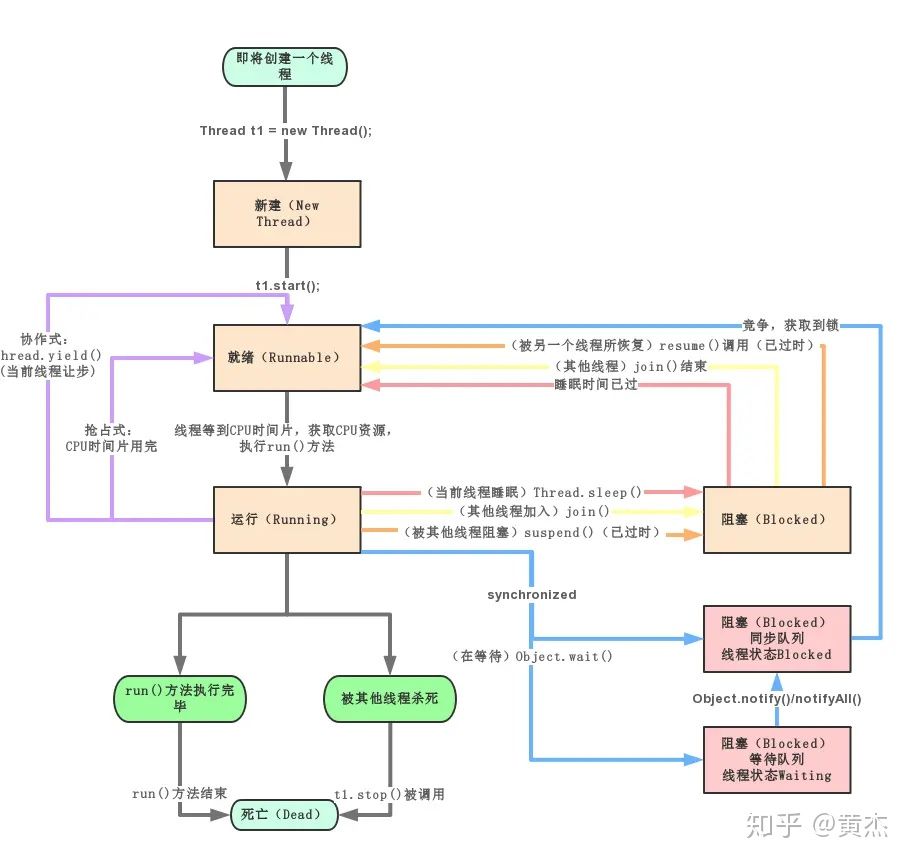 即将创建一个线
程
Thread t1 = new Thread();
新建（New
Thread）
t1.start();
协作式：
hread.yield()
(当前线程让步)
抢占式：
CPU时间片用完
就绪（Runnable）
竞争，获取到锁
（被另一个线程所恢复）resume()调用（已过时）
（其他线程）join()结束
睡眠时间已过
线程等到CPU时间片，获取CPU资源，
执行run()方法
运行（Running）
（当前线程睡眠）Thread.sleep()
（其他线程加入）join()
（被其他线程阻塞）suspend()（已过时）
阻塞（Blocked）
synchronized
（在等待）Object.wait()
阻塞（Blocked）
同步队列
线程状态Blocked
Object.notify()/notifyAll()
阻塞（Blocked）
等待队列
线程状态Waiting
run()方法执行完
毕
被其他线程杀死
run()方法结束
t1.stop()被调用
死亡（Dead）
知乎 @黄杰